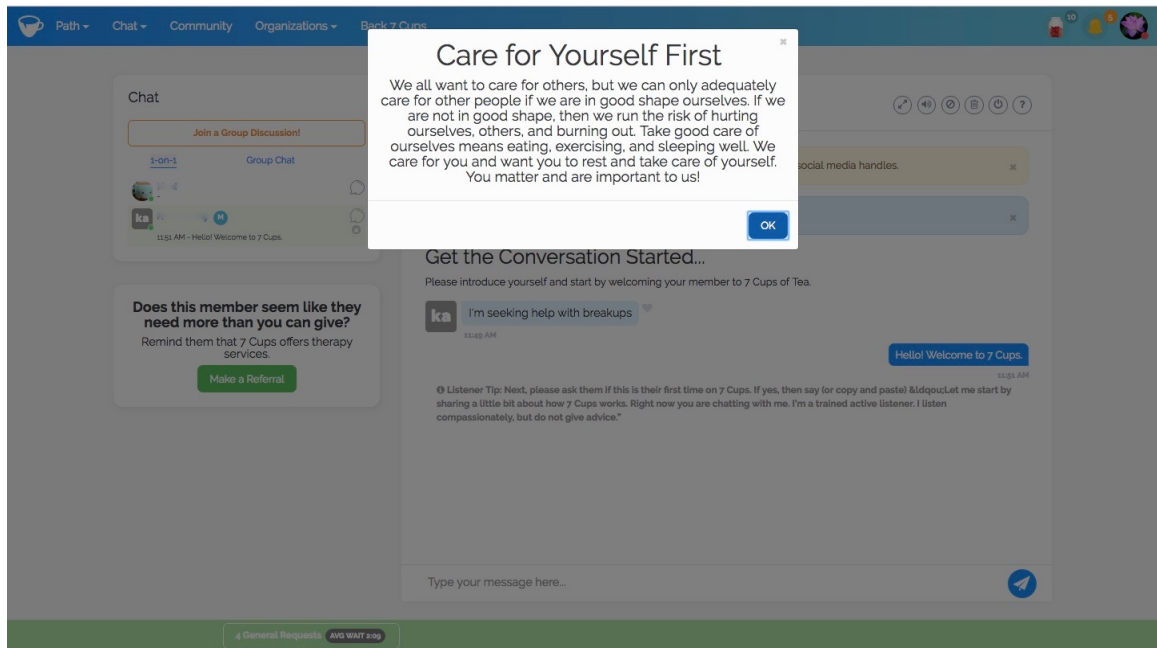 Path
Chat
Community
Organizations
Back 7 Cups
10
5
Care for Yourself First
We all want to care for others, but we can only adequately
care for other people if we are in good shape ourselves. If we
are not in good shape, then we run the risk of hurting
ourselves, others, and burning out. Take good care of
ourselves means eating, exercising, and sleeping well. We
care for you and want you to rest and take care of yourself.
You matter and are important to us!
OK
Chat
Join a Group Discussion!
1-on-1
Group Chat
ka
M
11:51 AM - Hello! Welcome to 7 Cups.
Does this member seem like they
need more than you can give?
Remind them that 7 Cups offers therapy
services.
Make a Referral
social media handles.
Get the Conversation Started...
Please introduce yourself and start by welcoming your member to 7 Cups of Tea.
ka
I'm seeking help with breakups
11:49 AM
Hello! Welcome to 7 Cups.
11:51 AM
Listener Tip: Next, please ask them if this is their first time on 7 Cups. If yes, then say (or copy and paste) &ldqou;Let me start by
sharing a little bit about how 7 Cups works. Right now you are chatting with me. I'm a trained active listener. I listen
compassionately, but do not give advice."
Type your message here...
4 General Requests AVG WAIT 2:09